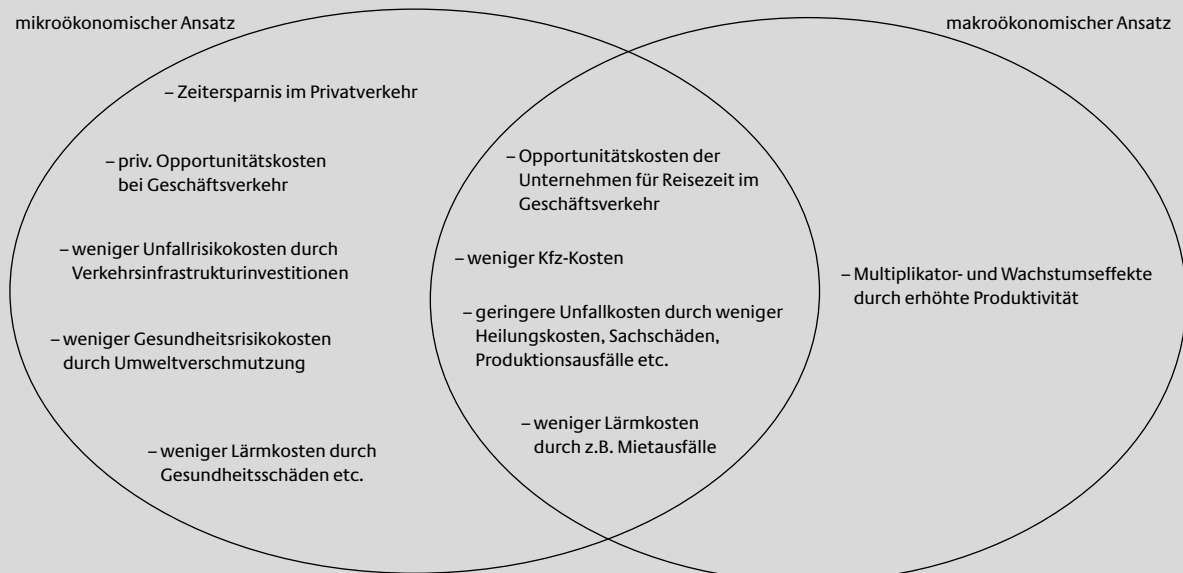 mikroökonomischer Ansatz
makroökonomischer Ansatz
– Zeitersparnis im Privatverkehr
– priv. Opportunitätskosten
bei Geschäftsverkehr
– weniger Unfallrisikokosten durch
Verkehrsinfrastrukturinvestitionen
– weniger Gesundheitsrisikokosten
durch Umweltverschmutzung
– weniger Lärmkosten durch
Gesundheitsschäden etc.
– Opportunitätskosten der
Unternehmen für Reisezeit im
Geschäftsverkehr
– weniger Kfz-Kosten
– geringere Unfallkosten durch weniger
Heilungskosten, Sachschäden,
Produktionsausfälle etc.
– weniger Lärmkosten
durch z.B. Mietausfälle
– Multiplikator- und Wachstumseffekte
durch erhöhte Produktivität